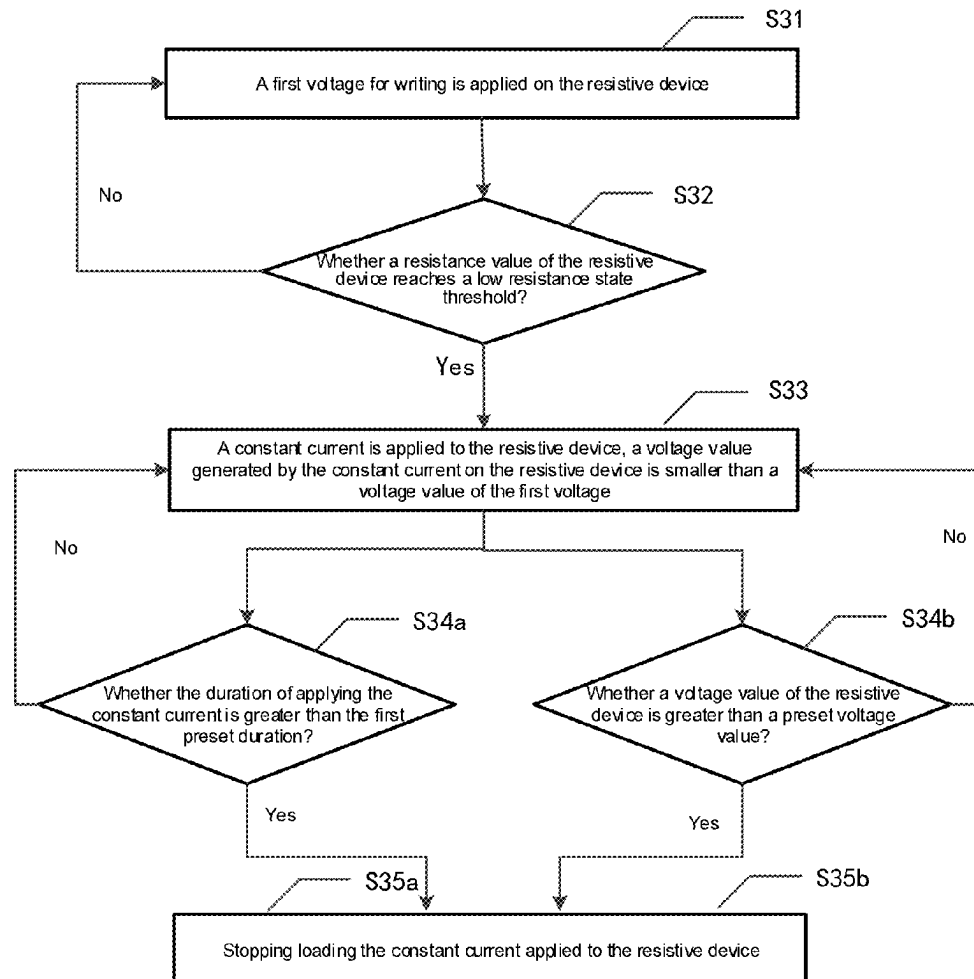 S31
A first voltage for writing is applied on the resistive device
No
S32
Whether a resistance value of the resistive
device reaches a low resistance state
threshold?
Yes
S33
A constant current is applied to the resistive device, a voltage value
generated by the constant current on the resistive device is smaller than a
voltage value of the first voltage
No
No
S34a
S34b
Whether the duration of applying the
constant current is greater than the first
preset duration?
Whether a voltage value of the resistive
device is greater than a preset voltage
value?
Yes
Yes
S35a
S35b
Stopping loading the constant current applied to the resistive device